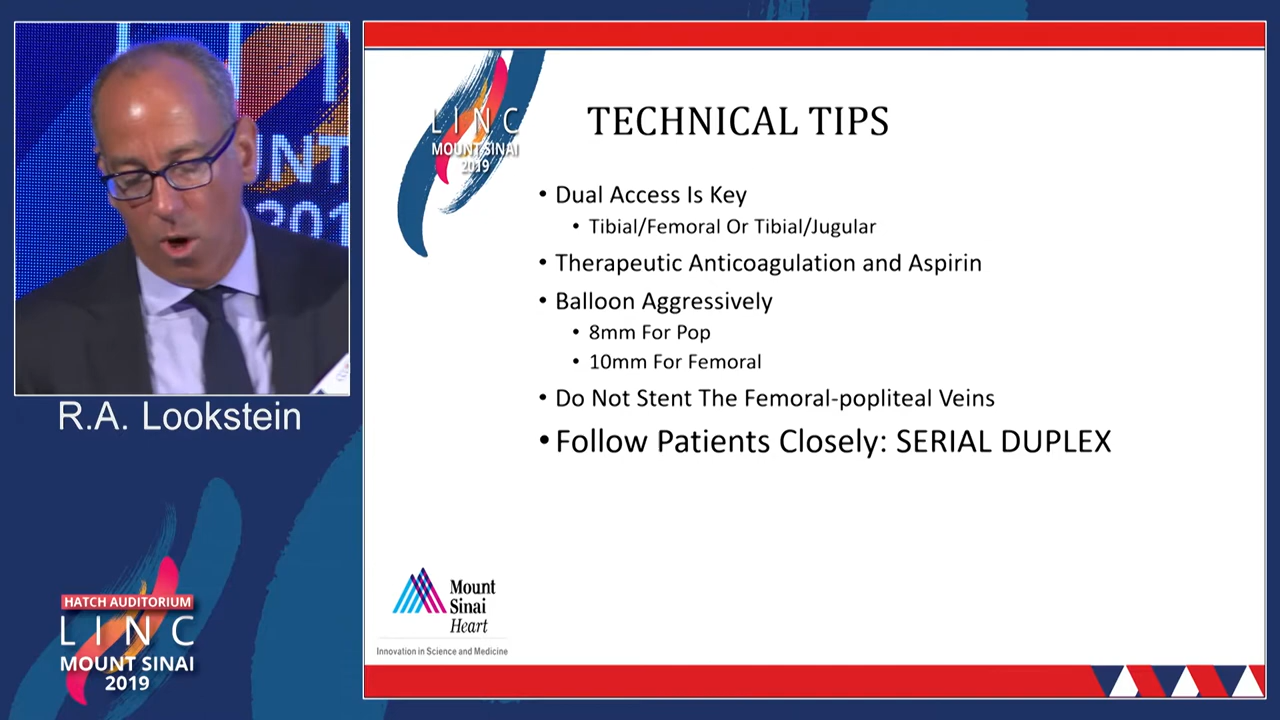 INT
201
R.A. Lookstein
HATCH AUDITORIUM
LINC
MOUNT SINAI
2019
LINC
MOUNT SINAI
2019
TECHNICAL TIPS
• Dual Access Is Key
• Tibial/Femoral Or Tibial/Jugular
• Therapeutic Anticoagulation and Aspirin
• Balloon Aggressively
• 8mm For Pop
• 10mm For Femoral
• Do Not Stent The Femoral-popliteal Veins
• Follow Patients Closely: SERIAL DUPLEX
Mount
Sinai
Heart
Innovation in Science and Medicine